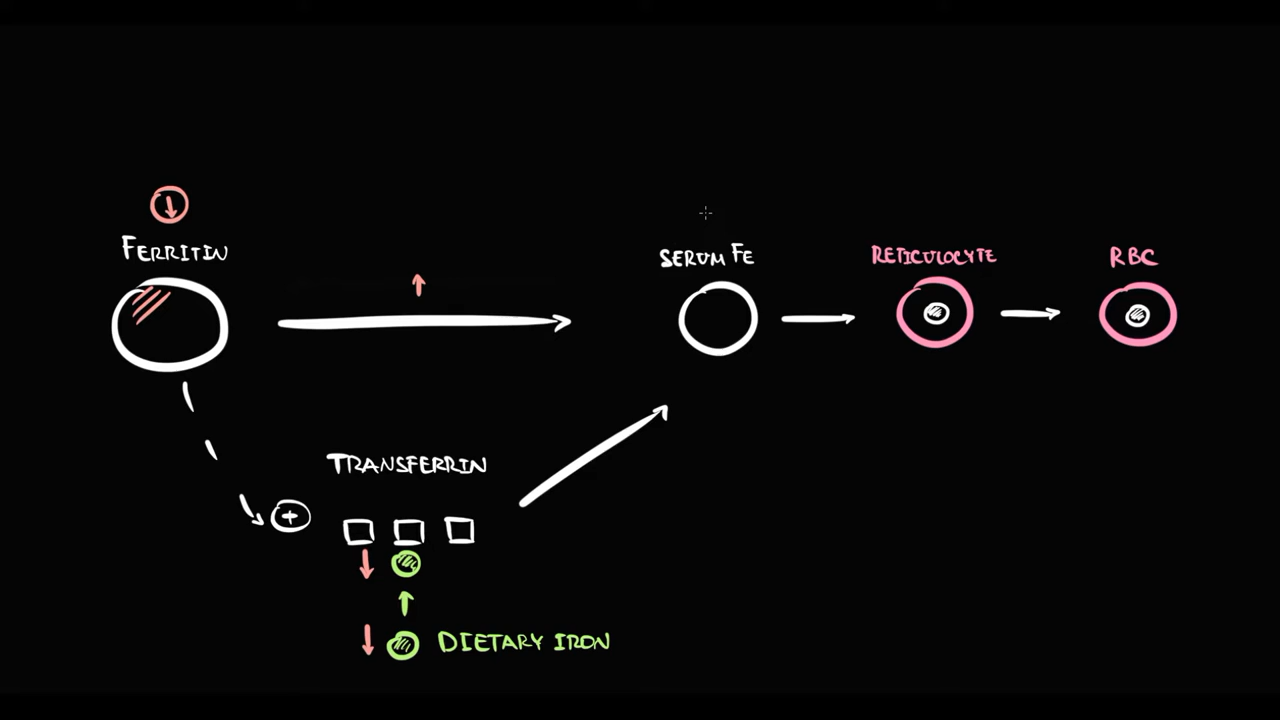 FERRITIN
SERUM FE
RETICULOCYTE
RBC
TRANSFERRIN
+
DIETARY IRON